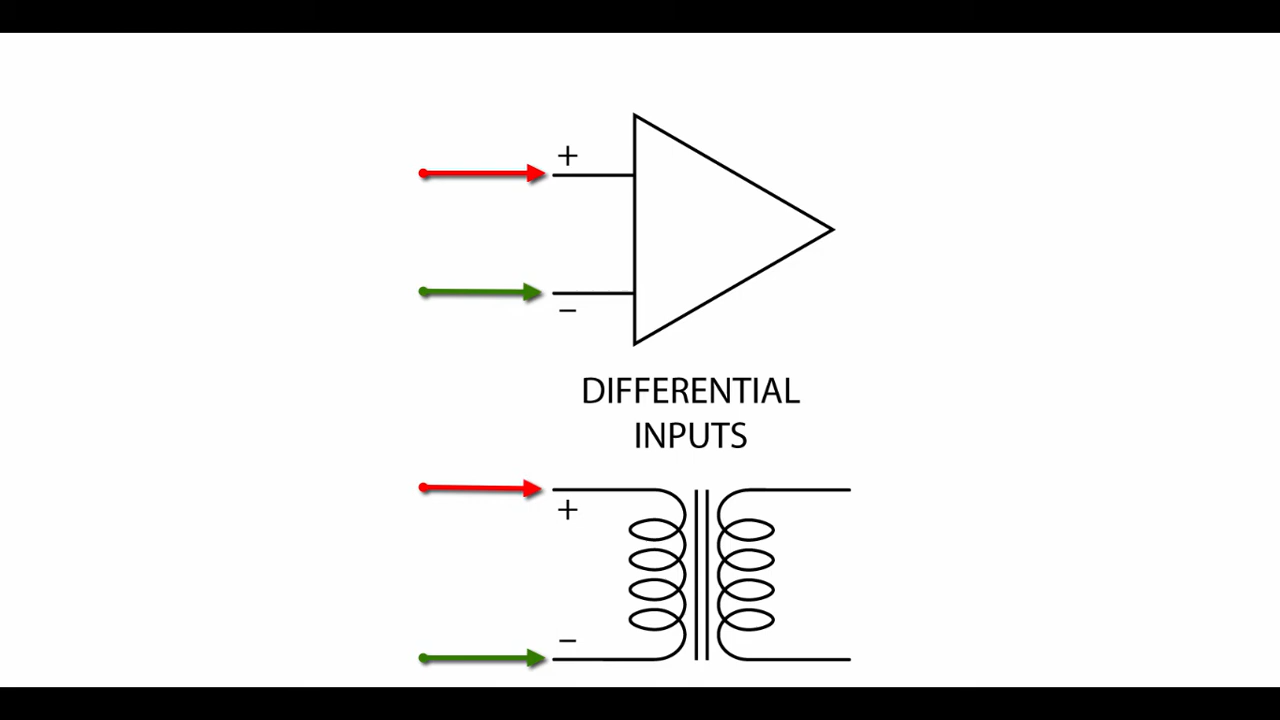 +
−
DIFFERENTIAL
INPUTS
+
−